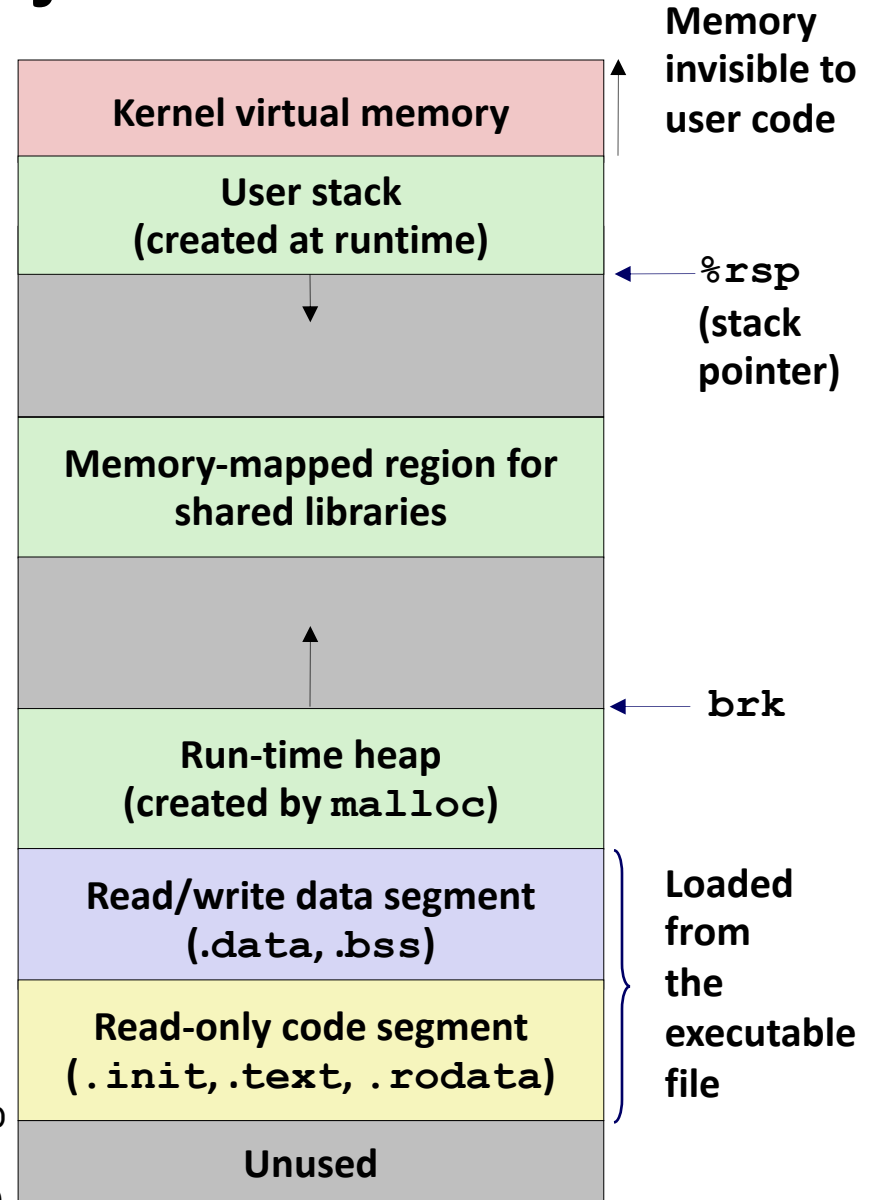 Memory
invisible to
user code
Kernel virtual memory
User stack
(created at runtime)
%rsp
(stack
pointer)
Memory-mapped region for
shared libraries
brk
Run-time heap
(created by malloc)
Read/write data segment
(.data, .bss)
Loaded
from
the
executable
file
Read-only code segment
(.init, .text, .rodata)
Unused